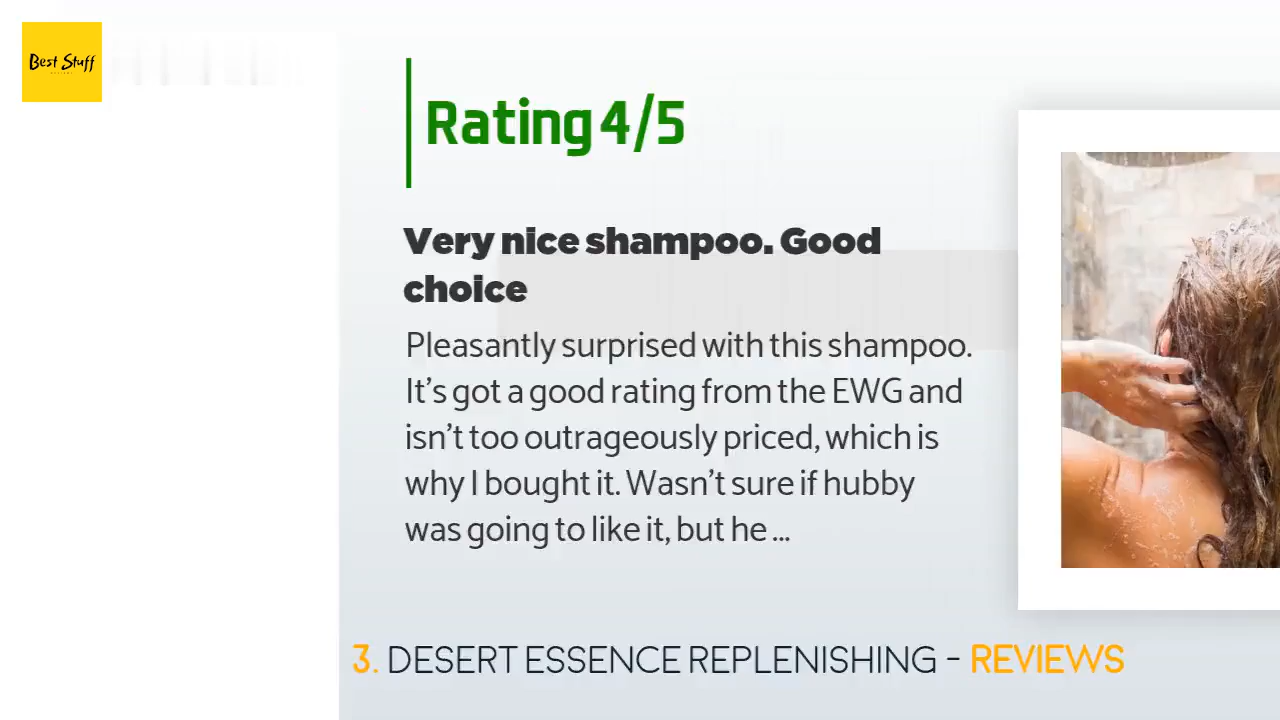 Best Stuff
Rating 4/5
Very nice shampoo. Good
choice
Pleasantly surprised with this shampoo.
It's got a good rating from the EWG and
isn't too outrageously priced, which is
why I bought it. Wasn't sure if hubby
was going to like it, but he ...
3. DESERT ESSENCE REPLENISHING - REVIEWS